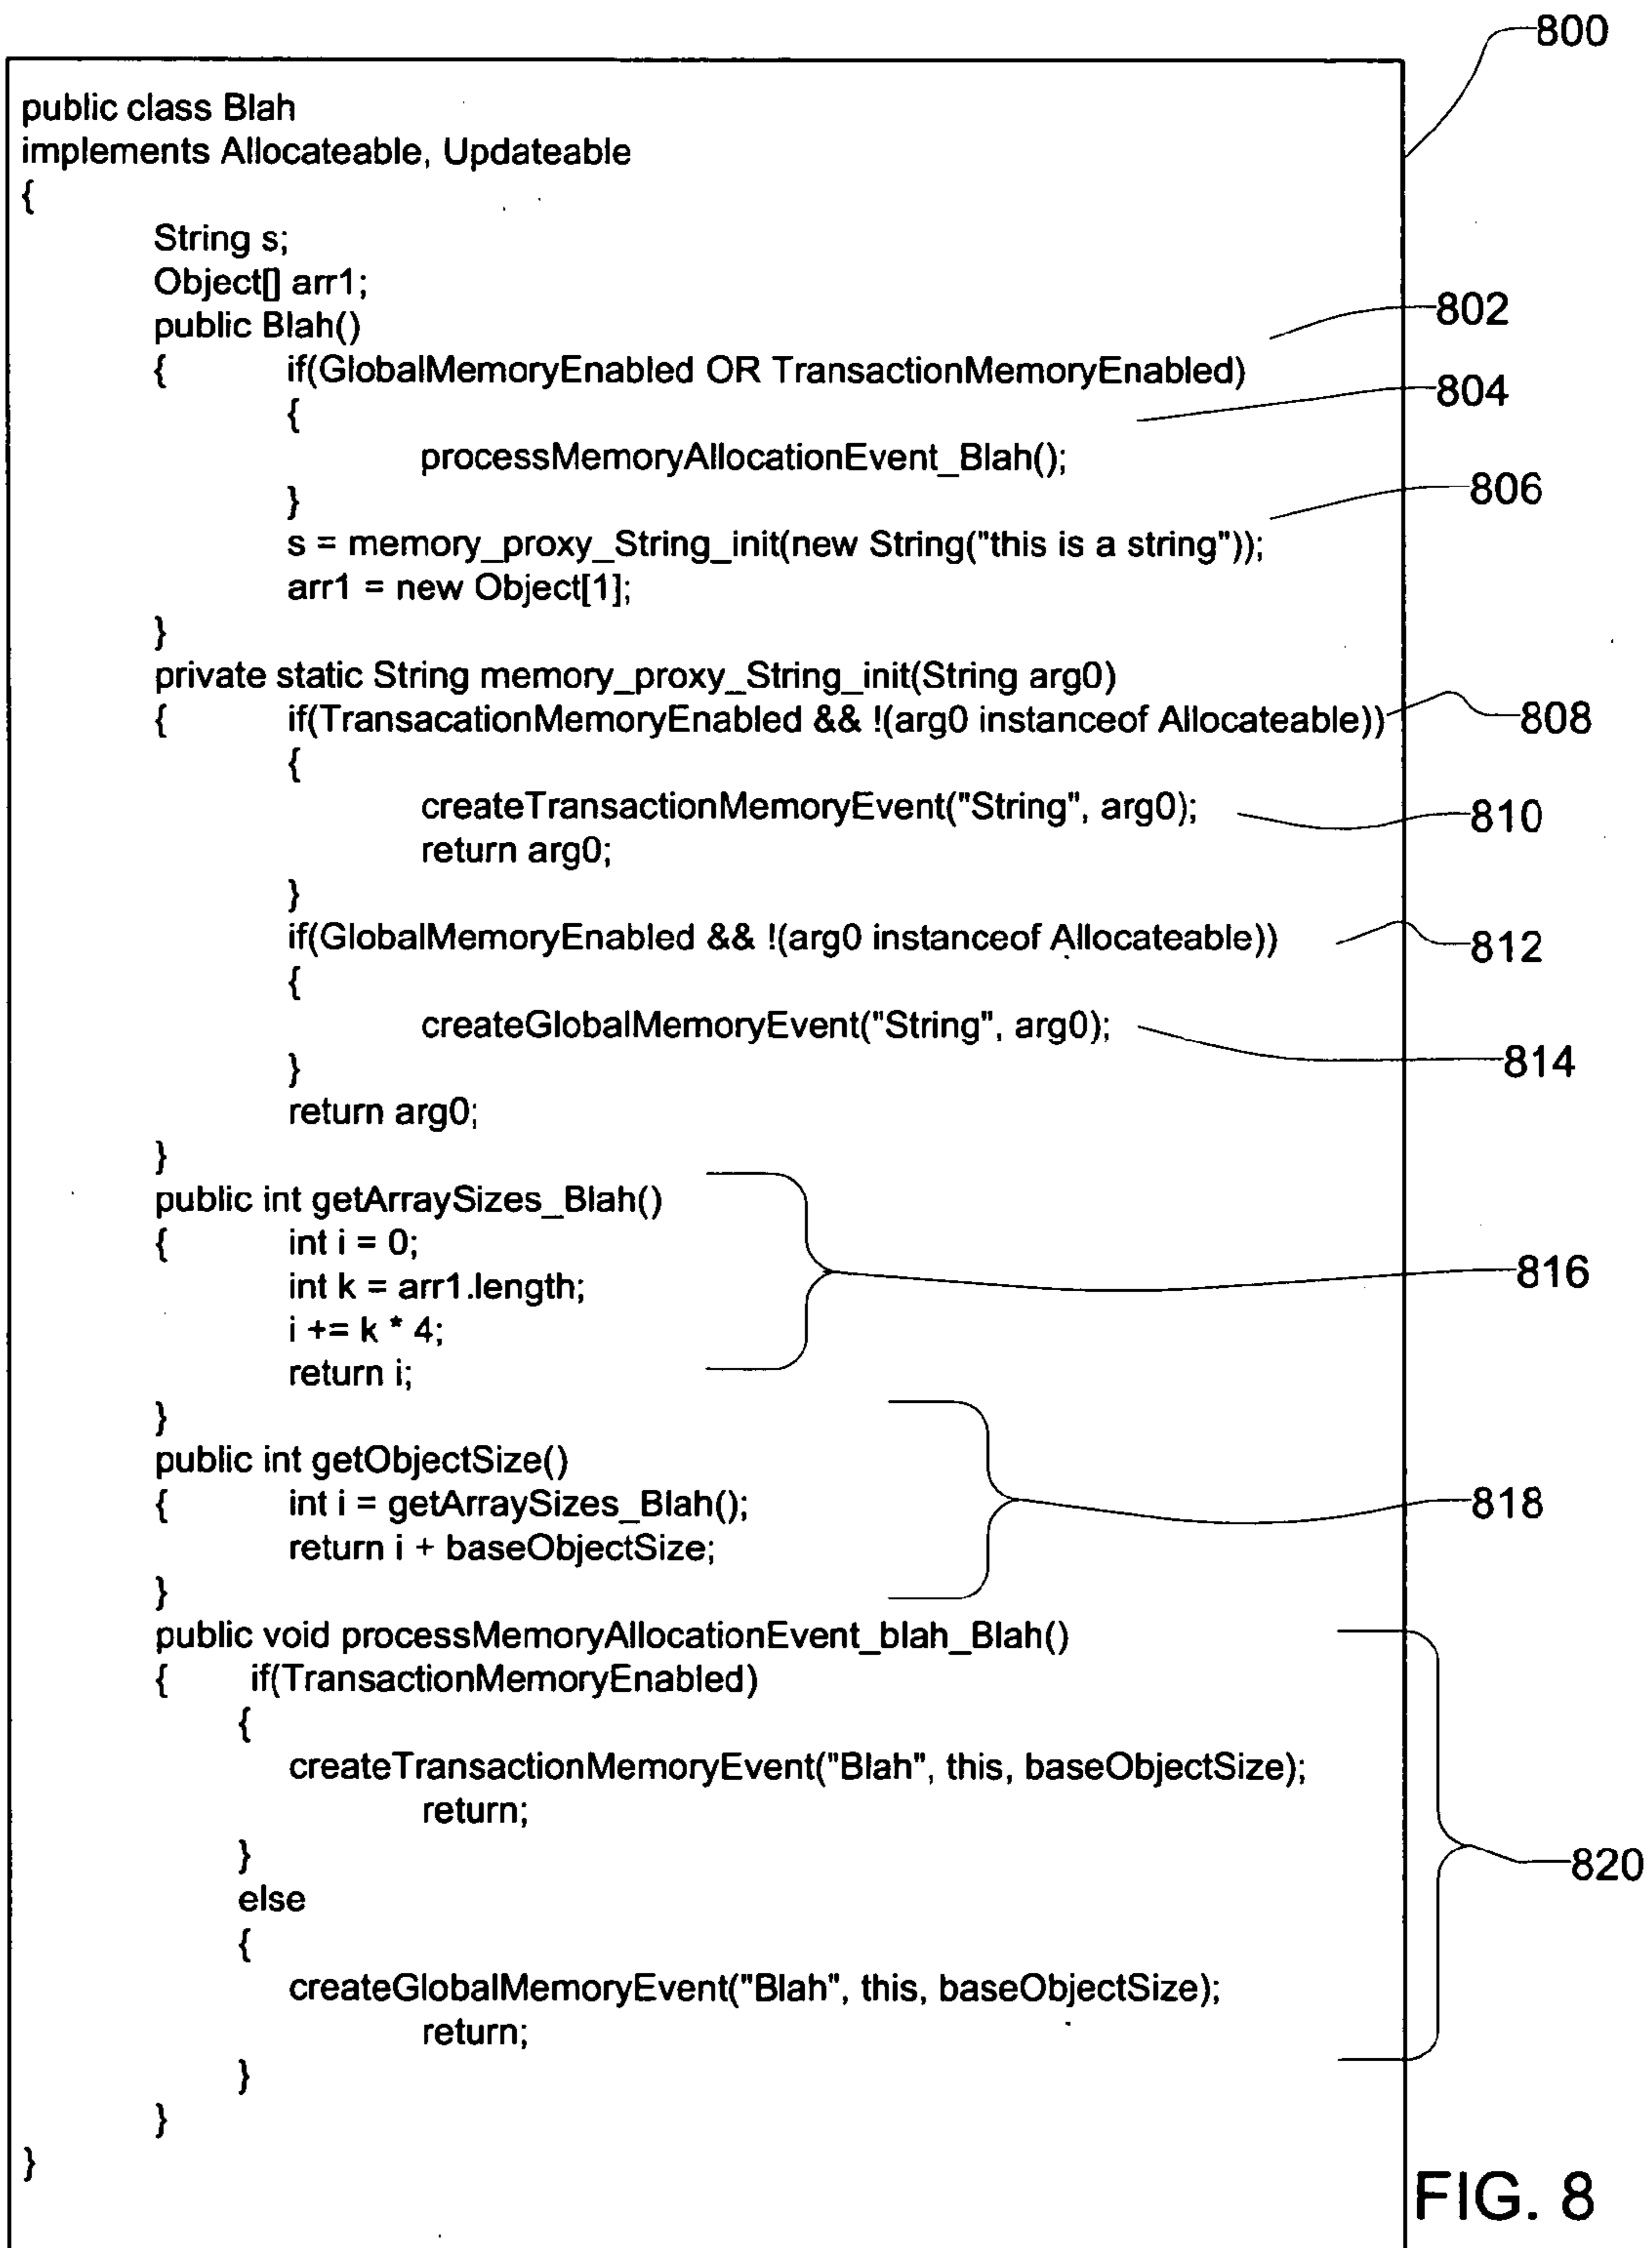 800
public class Blah
implements Allocateable, Updateable
{
String s;
Object[] arr1;
public Blah()
802
{ if(GlobalMemoryEnabled OR TransactionMemoryEnabled)
{
804
processMemoryAllocationEvent_Blah();
}
806
s = memory_proxy_String_init(new String("this is a string"));
arr1 = new Object[1];
}
private static String memory_proxy_String_init(String arg0)
{ if(TransacationMemoryEnabled && !(arg0 instanceof Allocateable))
808
{
createTransactionMemoryEvent("String", arg0);
810
return arg0;
}
if(GlobalMemoryEnabled && !(arg0 instanceof Allocateable))
812
{
createGlobalMemoryEvent("String", arg0);
814
}
return arg0;
}
public int getArraySizes_Blah()
{ int i = 0;
int k = arr1.length;
816
i += k * 4;
return i;
}
public int getObjectSize()
{ int i = getArraySizes_Blah();
818
return i + baseObjectSize;
}
public void processMemoryAllocationEvent_blah_Blah()
{ if(TransactionMemoryEnabled)
{
createTransactionMemoryEvent("Blah", this, baseObjectSize);
return;
}
820
else
{
createGlobalMemoryEvent("Blah", this, baseObjectSize);
return;
}
}
}
FIG. 8